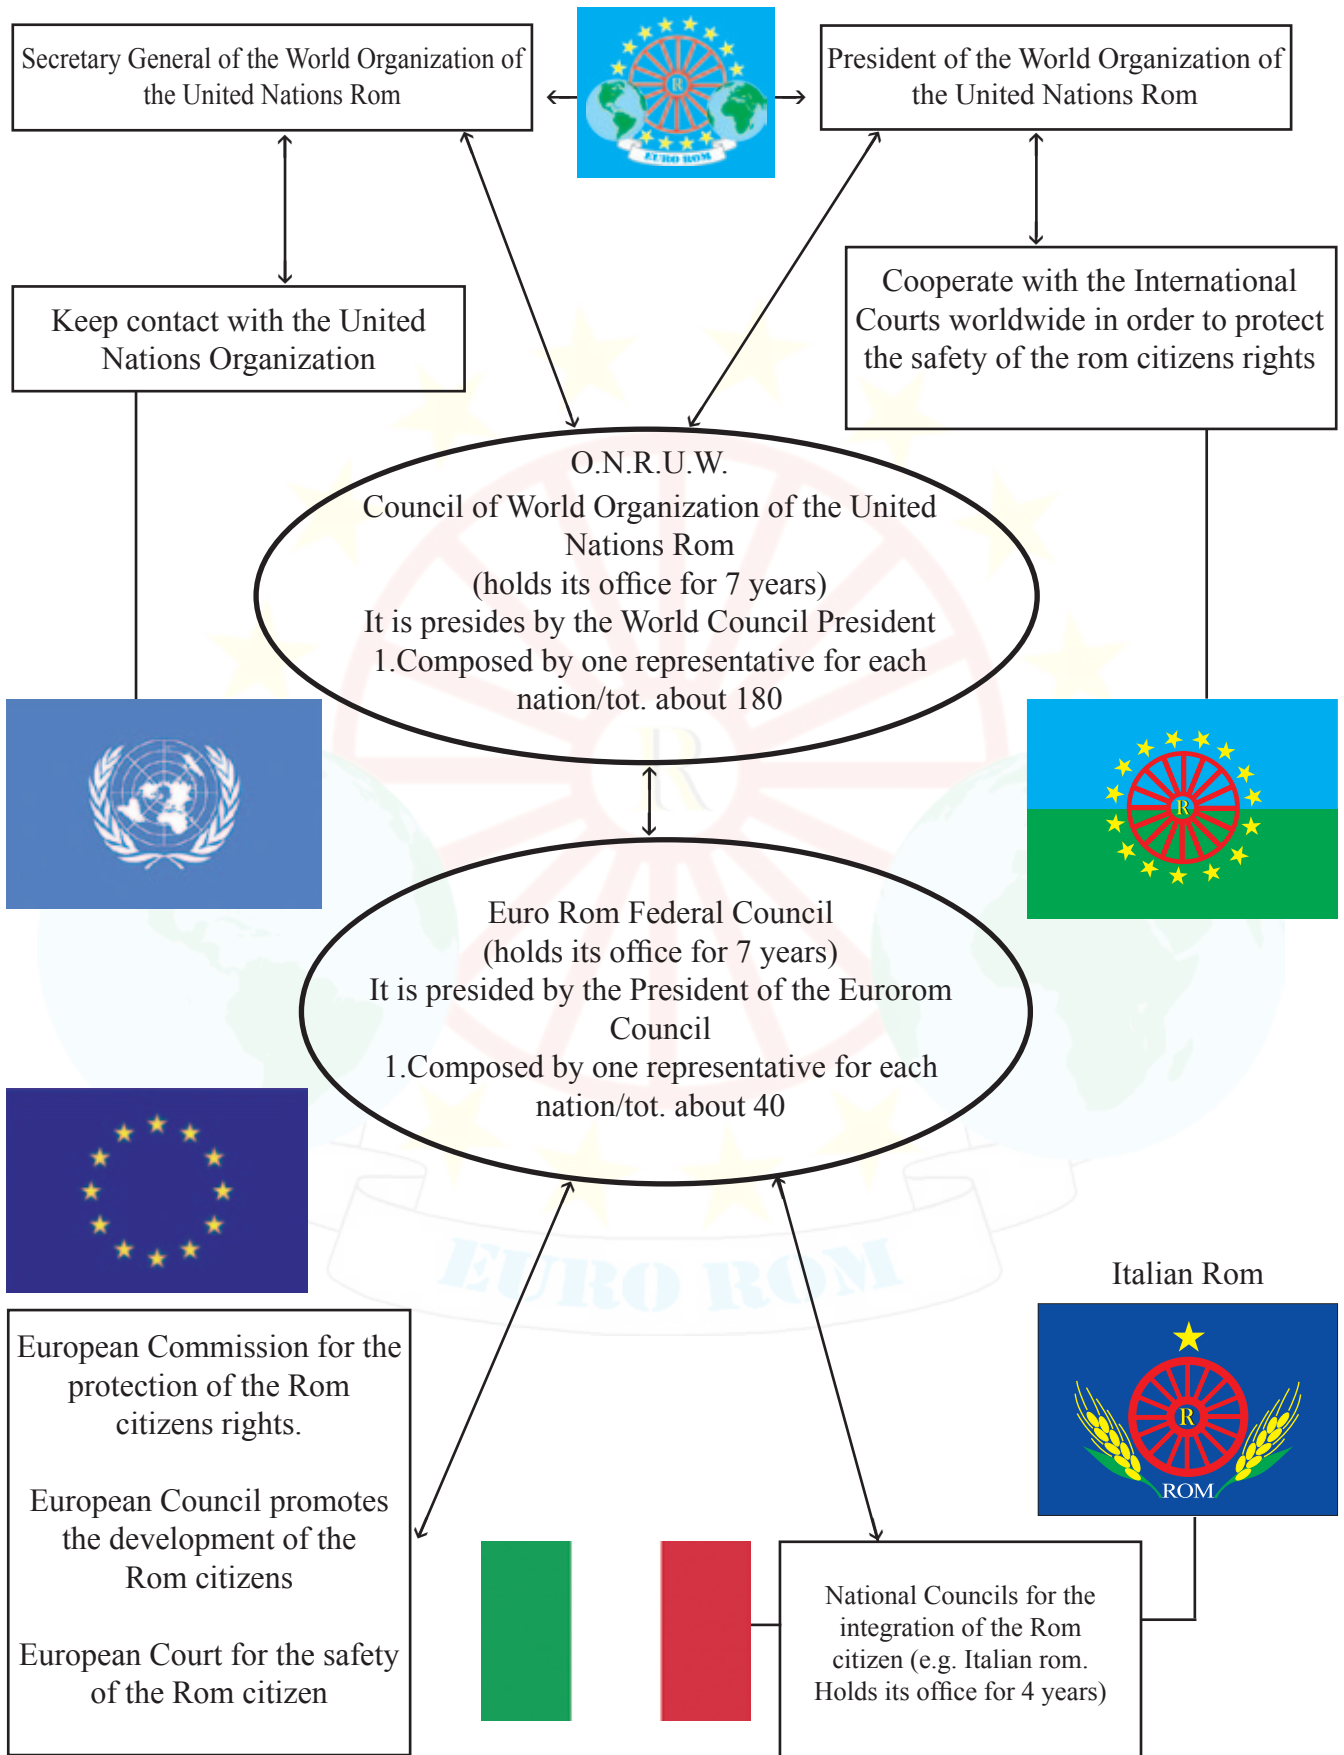 Secretary General of the World Organization of
the United Nations Rom
R
EURO ROM
President of the World Organization of
the United Nations Rom
Keep contact with the United
Nations Organization
Cooperate with the International
Courts worldwide in order to protect
the safety of the rom citizens rights
O.N.R.U.W.
Council of World Organization of the United
Nations Rom
(holds its office for 7 years)
It is presides by the World Council President
1.Composed by one representative for each
nation/tot. about 180
R
R
Euro Rom Federal Council
(holds its office for 7 years)
It is presided by the President of the Eurorom
Council
1.Composed by one representative for each
nation/tot. about 40
EURO ROM
Italian Rom
R
ROM
European Commission for the
protection of the Rom
citizens rights.
European Council promotes
the development of the
Rom citizens
European Court for the safety
of the Rom citizen
National Councils for the
integration of the Rom
citizen (e.g. Italian rom.
Holds its office for 4 years)